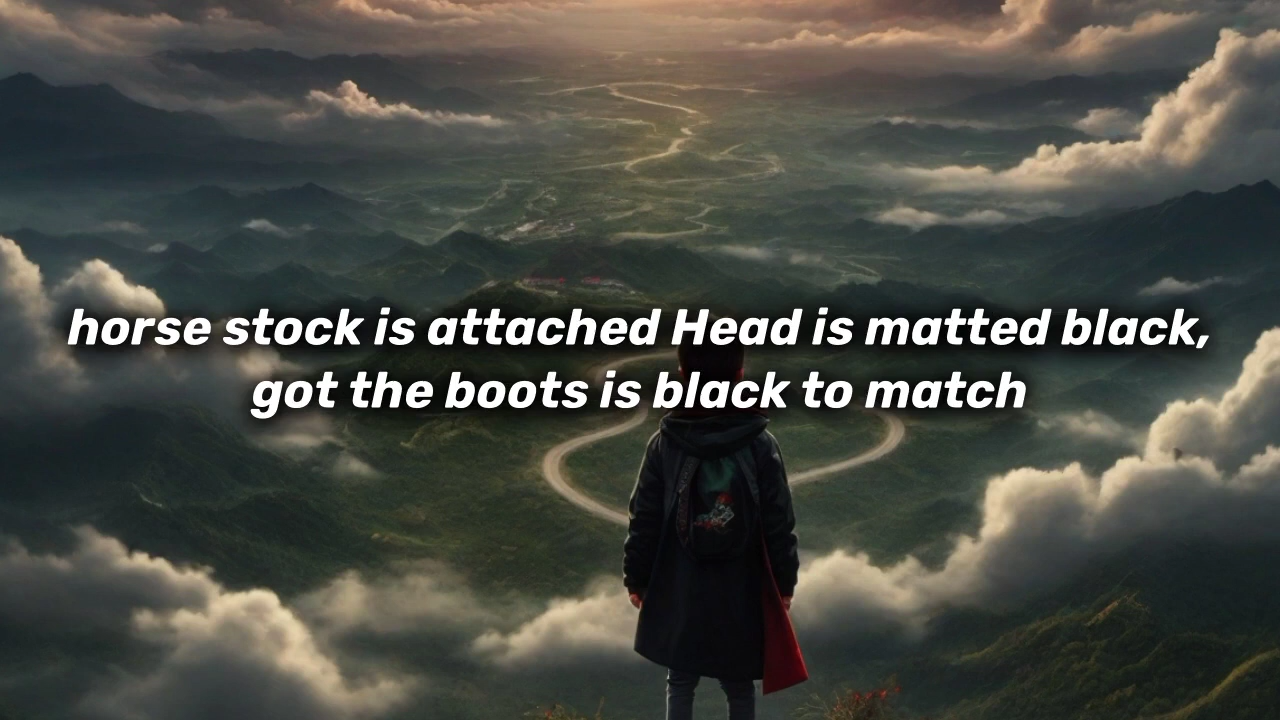 horse stock is attached Head is matted black,
got the boots is black to match